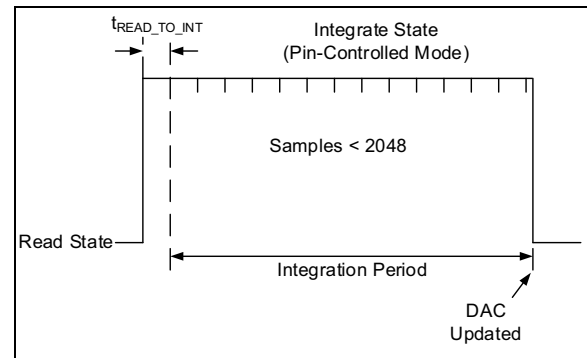 tREAD_TO_INT
Integrate State
(Pin-Controlled Mode)
Samples < 2048
Read State
Integration Period
DAC
Updated